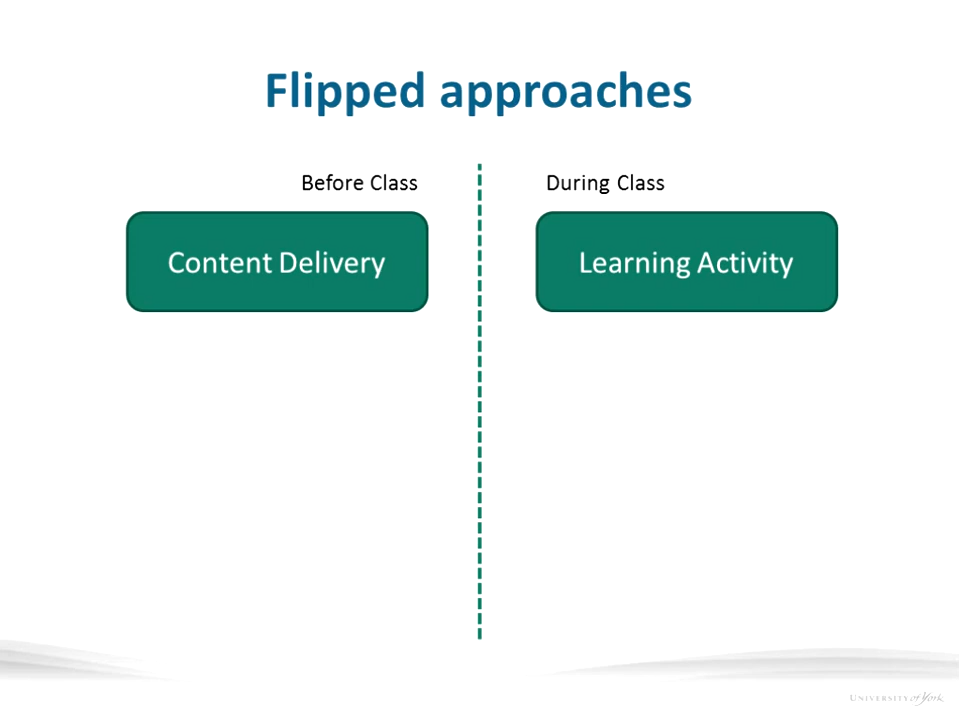 Flipped approaches
Before Class
During Class
Content Delivery
Learning Activity
UNIVERSITY of York